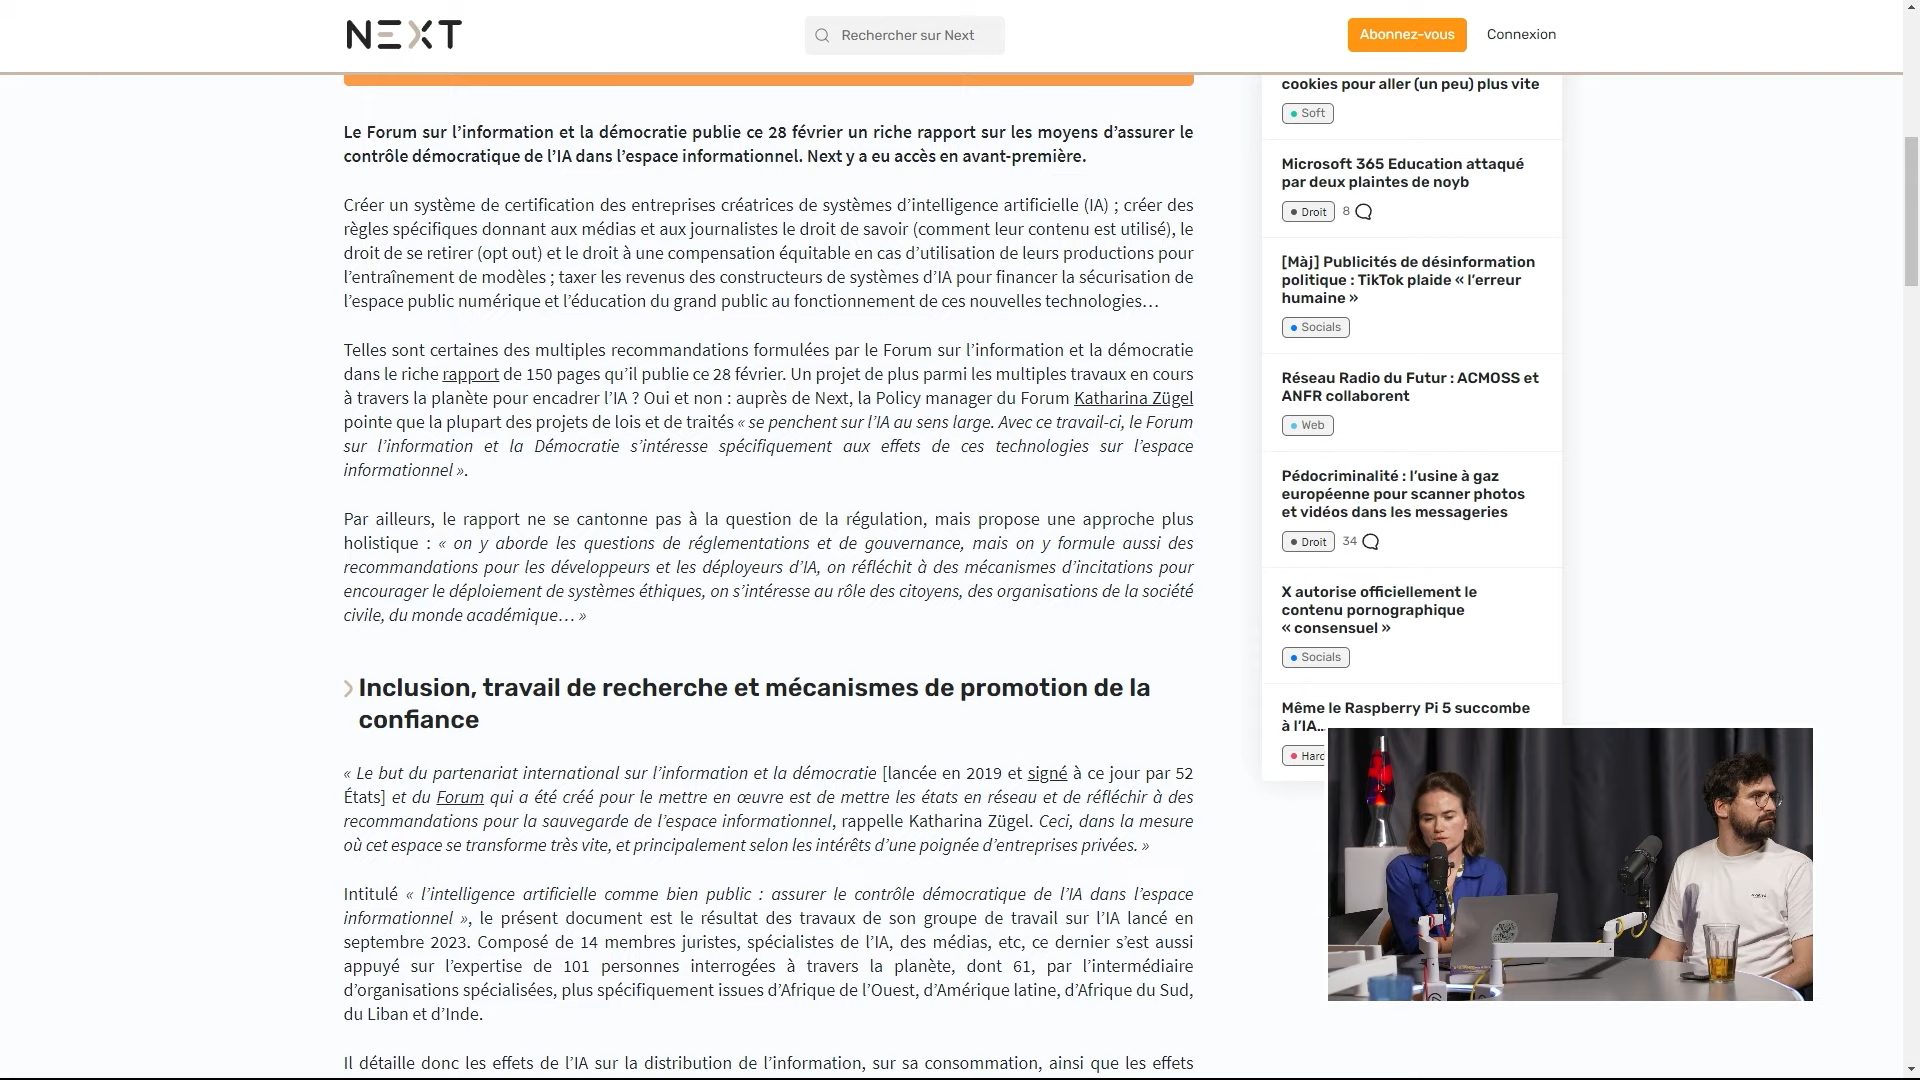 NEXT
Rechercher sur Next
Abonnez-vous
Connexion
Le Forum sur l’information et la démocratie publie ce 28 février un riche rapport sur les moyens d’assurer le
contrôle démocratique de l’IA dans l’espace informationnel. Next y a eu accès en avant-première.
Créer un système de certification des entreprises créatrices de systèmes d’intelligence artificielle (IA) ; créer des
règles spécifiques donnant aux médias et aux journalistes le droit de savoir (comment leur contenu est utilisé), le
droit de se retirer (opt out) et le droit à une compensation équitable en cas d’utilisation de leurs productions pour
l’entraînement de modèles ; taxer les revenus des constructeurs de systèmes d’IA pour financer la sécurisation de
l’espace public numérique et l’éducation du grand public au fonctionnement de ces nouvelles technologies…
Telles sont certaines des multiples recommandations formulées par le Forum sur l’information et la démocratie
dans le riche rapport de 150 pages qu’il publie ce 28 février. Un projet de plus parmi les multiples travaux en cours
à travers la planète pour encadrer l’IA ? Oui et non : auprès de Next, la Policy manager du Forum Katharina Zügel
pointe que la plupart des projets de lois et de traités « se penchent sur l’IA au sens large. Avec ce travail-ci, le Forum
sur l’information et la Démocratie s’intéresse spécifiquement aux effets de ces technologies sur l’espace
informationnel ».
Par ailleurs, le rapport ne se cantonne pas à la question de la régulation, mais propose une approche plus
holistique : « on y aborde les questions de réglementations et de gouvernance, mais on y formule aussi des
recommandations pour les développeurs et les déployeurs d’IA, on réfléchit à des mécanismes d’incitations pour
encourager le déploiement de systèmes éthiques, on s’intéresse au rôle des citoyens, des organisations de la société
civile, du monde académique… »
Inclusion, travail de recherche et mécanismes de promotion de la
confiance
« Le but du partenariat international sur l’information et la démocratie [lancée en 2019 et signé à ce jour par 52
États] et du Forum qui a été créé pour le mettre en œuvre est de mettre les états en réseau et de réfléchir à des
recommandations pour la sauvegarde de l’espace informationnel, rappelle Katharina Zügel. Ceci, dans la mesure
où cet espace se transforme très vite, et principalement selon les intérêts d’une poignée d’entreprises privées. »
Intitulé « l’intelligence artificielle comme bien public : assurer le contrôle démocratique de l’IA dans l’espace
informationnel », le présent document est le résultat des travaux de son groupe de travail sur l’IA lancé en
septembre 2023. Composé de 14 membres juristes, spécialistes de l’IA, des médias, etc, ce dernier s’est aussi
appuyé sur l’expertise de 101 personnes interrogées à travers la planète, dont 61, par l’intermédiaire
d’organisations spécialisées, plus spécifiquement issues d’Afrique de l’Ouest, d’Amérique latine, d’Afrique du Sud,
du Liban et d’Inde.
Il détaille donc les effets de l’IA sur la distribution de l’information, sur sa consommation, ainsi que les effets
cookies pour aller (un peu) plus vite
Soft
Microsoft 365 Education attaqué
par deux plaintes de noyb
Droit 8
[Màj] Publicités de désinformation
politique : TikTok plaide « l’erreur
humaine »
Socials
Réseau Radio du Futur : ACMOSS et
ANFR collaborent
Web
Pédocriminalité : l’usine à gaz
européenne pour scanner photos
et vidéos dans les messageries
Droit 34
X autorise officiellement le
contenu pornographique
« consensuel »
Socials
Même le Raspberry Pi 5 succombe
à l’IA…
Harc